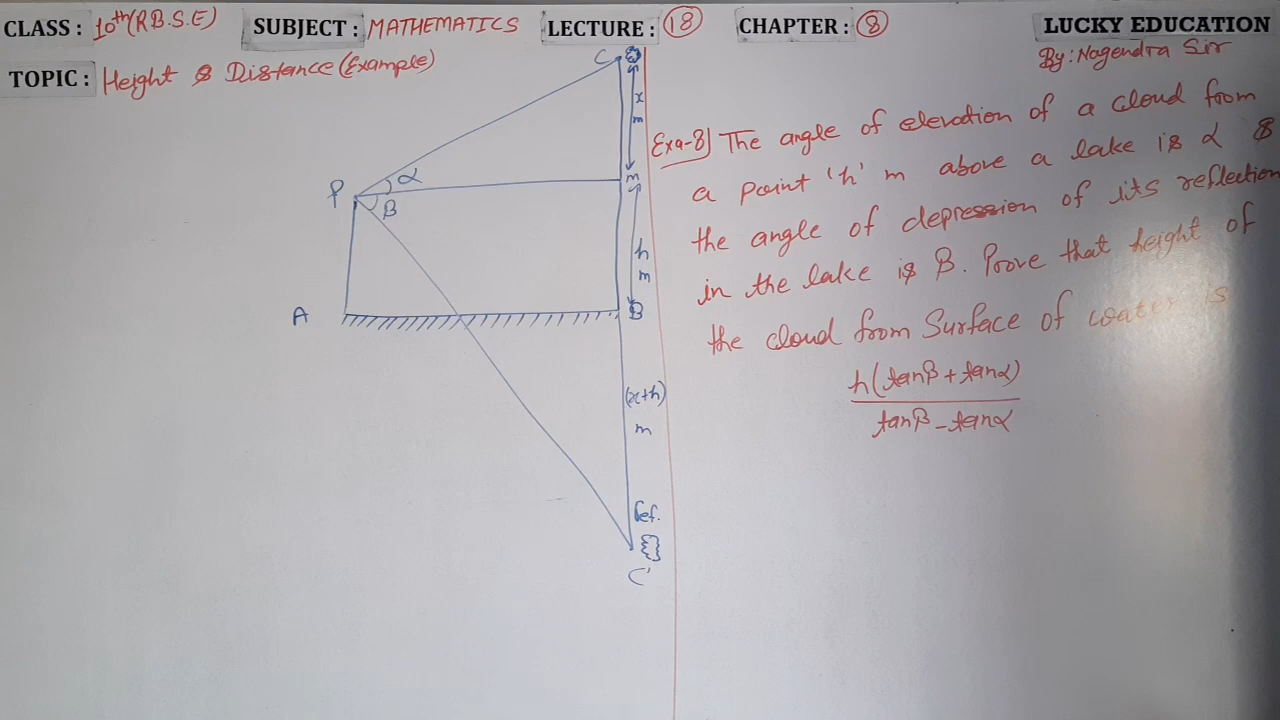 CLASS : 10th (R.B.S.E) SUBJECT : MATHEMATICS LECTURE : 18 CHAPTER : 8 LUCKY EDUCATION
By: Nagendra Sir
TOPIC : Height & Distance (Example)
Exa-8) The angle of elevation of a cloud from
a point 'h' m above a lake is α &
the angle of depression of its reflection
in the lake is β. Prove that height of
the cloud from Surface of water is
h(tanβ + tanα)
tanβ - tanα
C
x
m
P
α
β
m
h
m
A
B
(x+h)
m
Ref.
C'